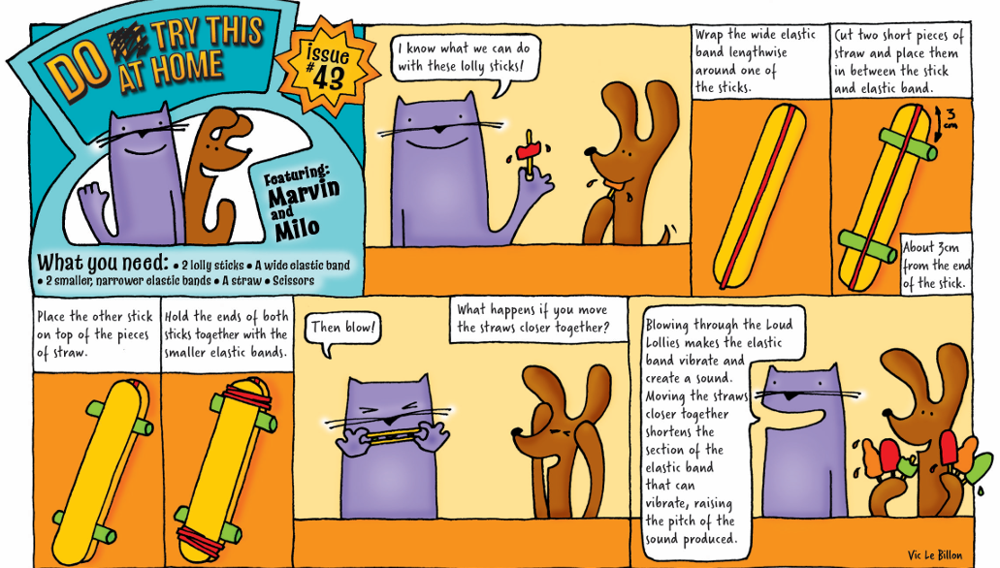 DO TRY THIS
AT HOME
issue
#43
Featuring:
Marvin
and
Milo
What you need: • 2 lolly sticks • A wide elastic band
• 2 smaller, narrower elastic bands • A straw • Scissors
I know what we can do
with these lolly sticks!
Wrap the wide elastic
band lengthwise
around one of
the sticks.
Cut two short pieces of
straw and place them
in between the stick
and elastic band.
3
cm
About 3cm
from the end
of the stick.
Place the other stick
on top of the pieces
of straw.
Hold the ends of both
sticks together with the
smaller elastic bands.
Then blow!
What happens if you move
the straws closer together?
Blowing through the Loud
Lollies makes the elastic
band vibrate and
create a sound.
Moving the straws
closer together
shortens the
section of the
elastic band
that can
vibrate, raising
the pitch of the
sound produced.
Vic Le Billon